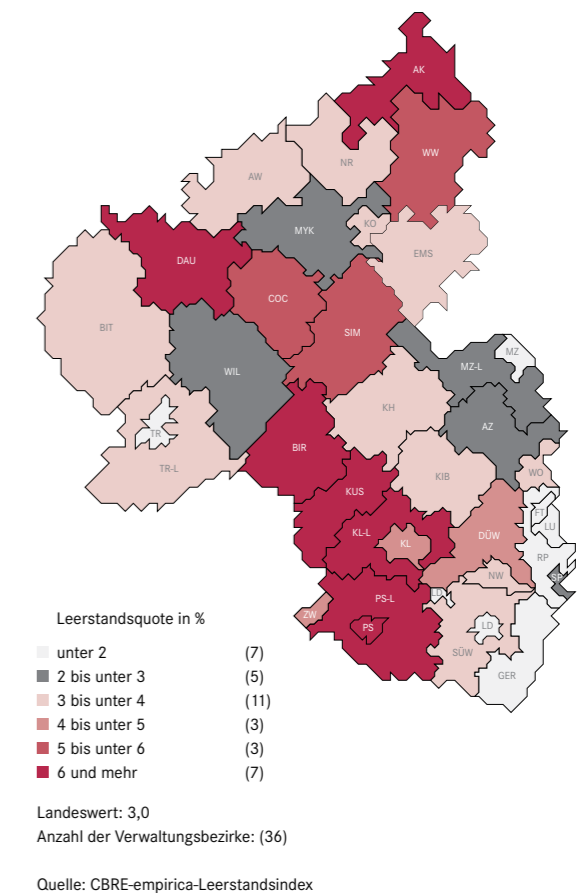 AK
NR
WW
AW
KO
MYK
EMS
DAU
COC
BIT
SIM
WIL
MZ
MZ-L
KH
AZ
TR
TR-L
BIR
KIB
WO
KUS
FT
LU
KL-L
KL
DÜW
RP
NW
SP
LD
PS-L
ZW
PS
LD
SÜW
GER
Leerstandsquote in %
unter 2 (7)
2 bis unter 3 (5)
3 bis unter 4 (11)
4 bis unter 5 (3)
5 bis unter 6 (3)
6 und mehr (7)
Landeswert: 3,0
Anzahl der Verwaltungsbezirke: (36)
Quelle: CBRE-empirica-Leerstandsindex